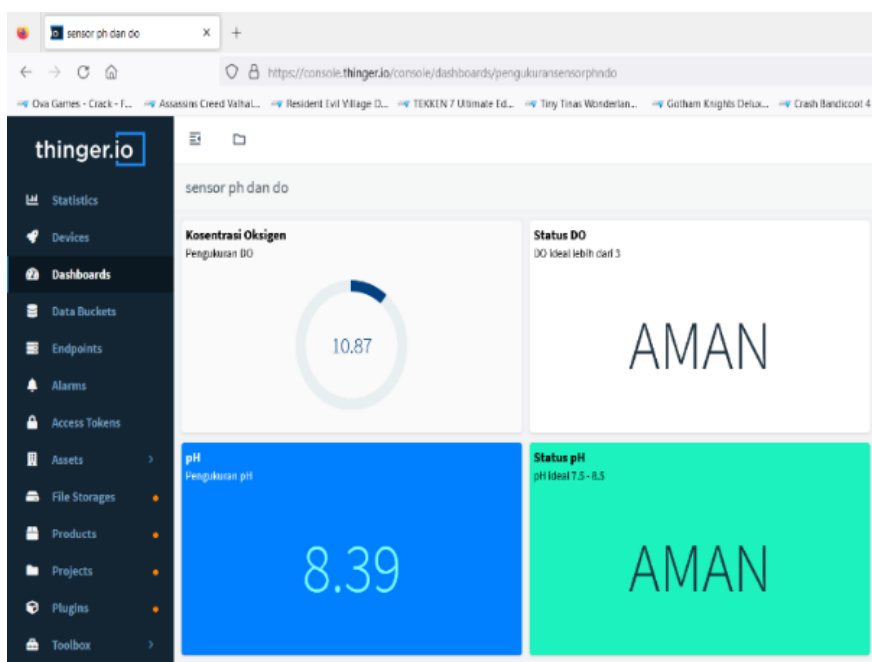 sensor ph dan do
https://console.thinger.io/console/dashboards/pengukuransensorphndo
Ova Games - Crack - F... Assassins Creed Valhal... Resident Evil Village D... TEKKEN 7 Ultimate Ed... Tiny Tinas Wonderlan... Gotham Knights Delux... Crash Bandicoot 4
thinger.io
sensor ph dan do
Statistics
Devices
Dashboards
Data Buckets
Endpoints
Alarms
Access Tokens
Assets
File Storages
Products
Projects
Plugins
Toolbox
Kosentrasi Oksigen
Pengukuran DO
10.87
Status DO
DO ideal lebih dari 3
AMAN
pH
Pengukuran pH
8.39
Status pH
pH ideal 7.5 - 8.5
AMAN